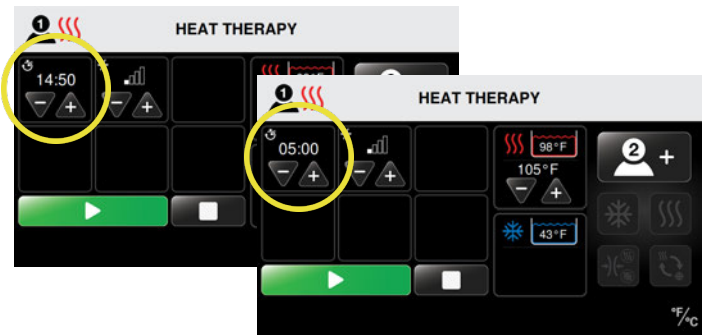 1
HEAT THERAPY
14:50
1
HEAT THERAPY
05:00
98°F
105°F
43°F
2 +
°F/°C